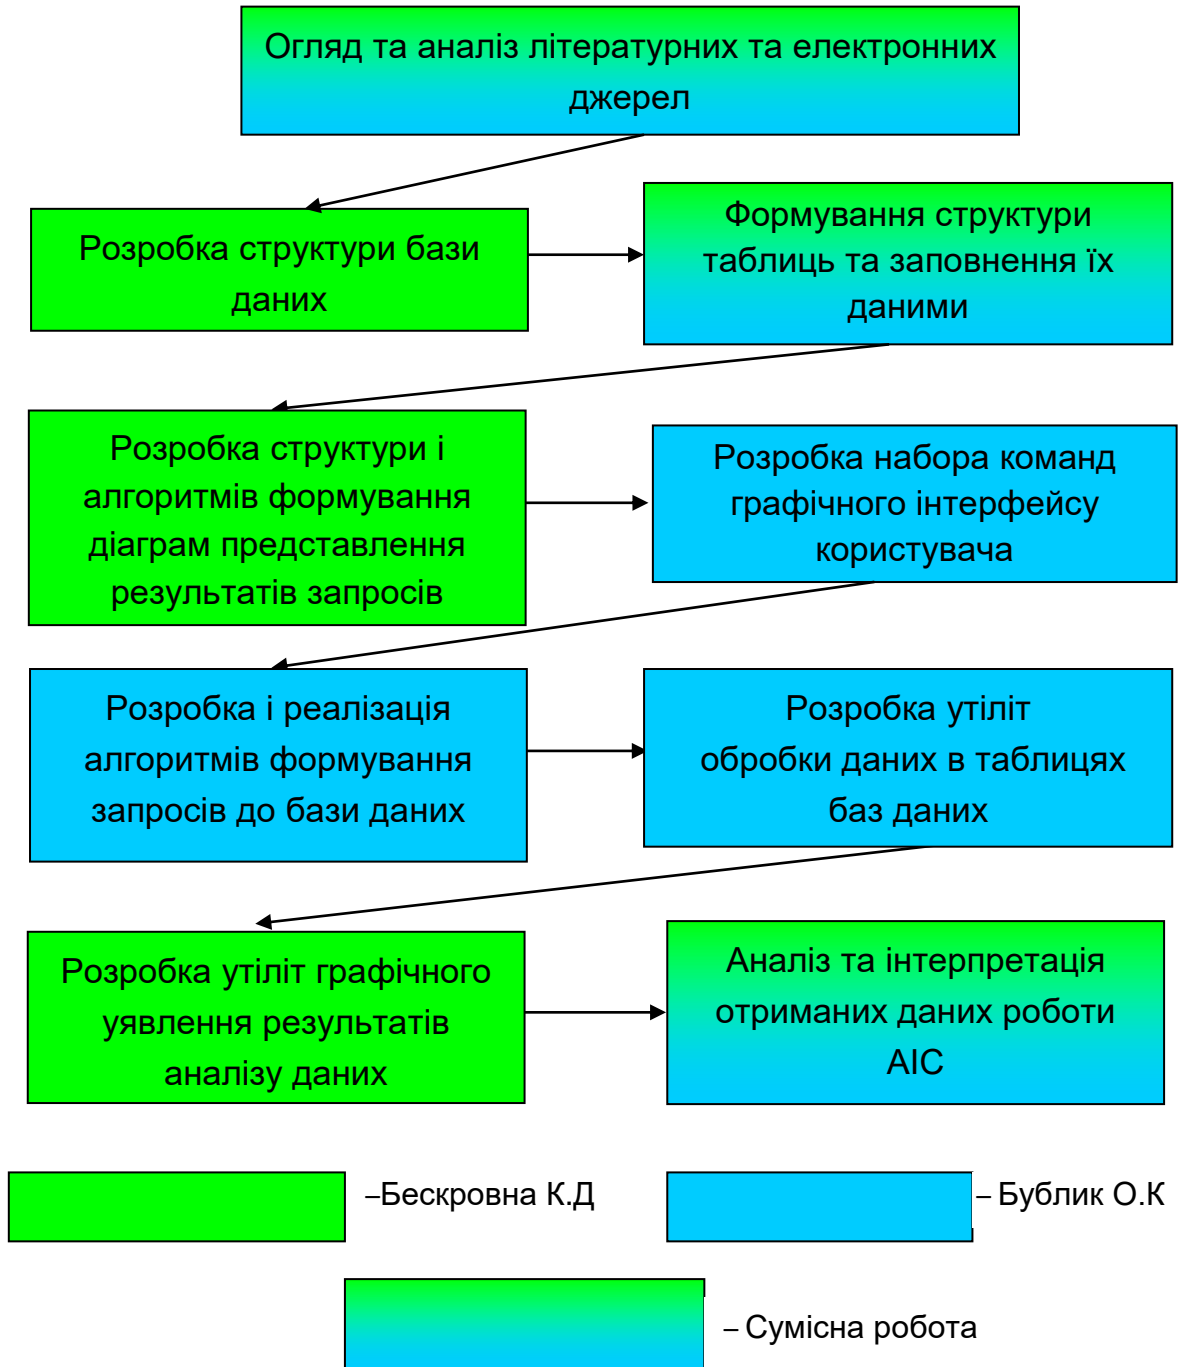 Огляд та аналіз літературних та електронних
джерел
Розробка структури бази
даних
Формування структури
таблиць та заповнення їх
даними
Розробка структури і
алгоритмів формування
діаграм представлення
результатів запросів
Розробка набора команд
графічного інтерфейсу
користувача
Розробка і реалізація
алгоритмів формування
запросів до бази даних
Розробка утіліт
обробки даних в таблицях
баз даних
Розробка утіліт графічного
уявлення результатів
аналізу даних
Аналіз та інтерпретація
отриманих даних роботи
АІС
–Бескровна К.Д
– Бублик О.К
– Сумісна робота